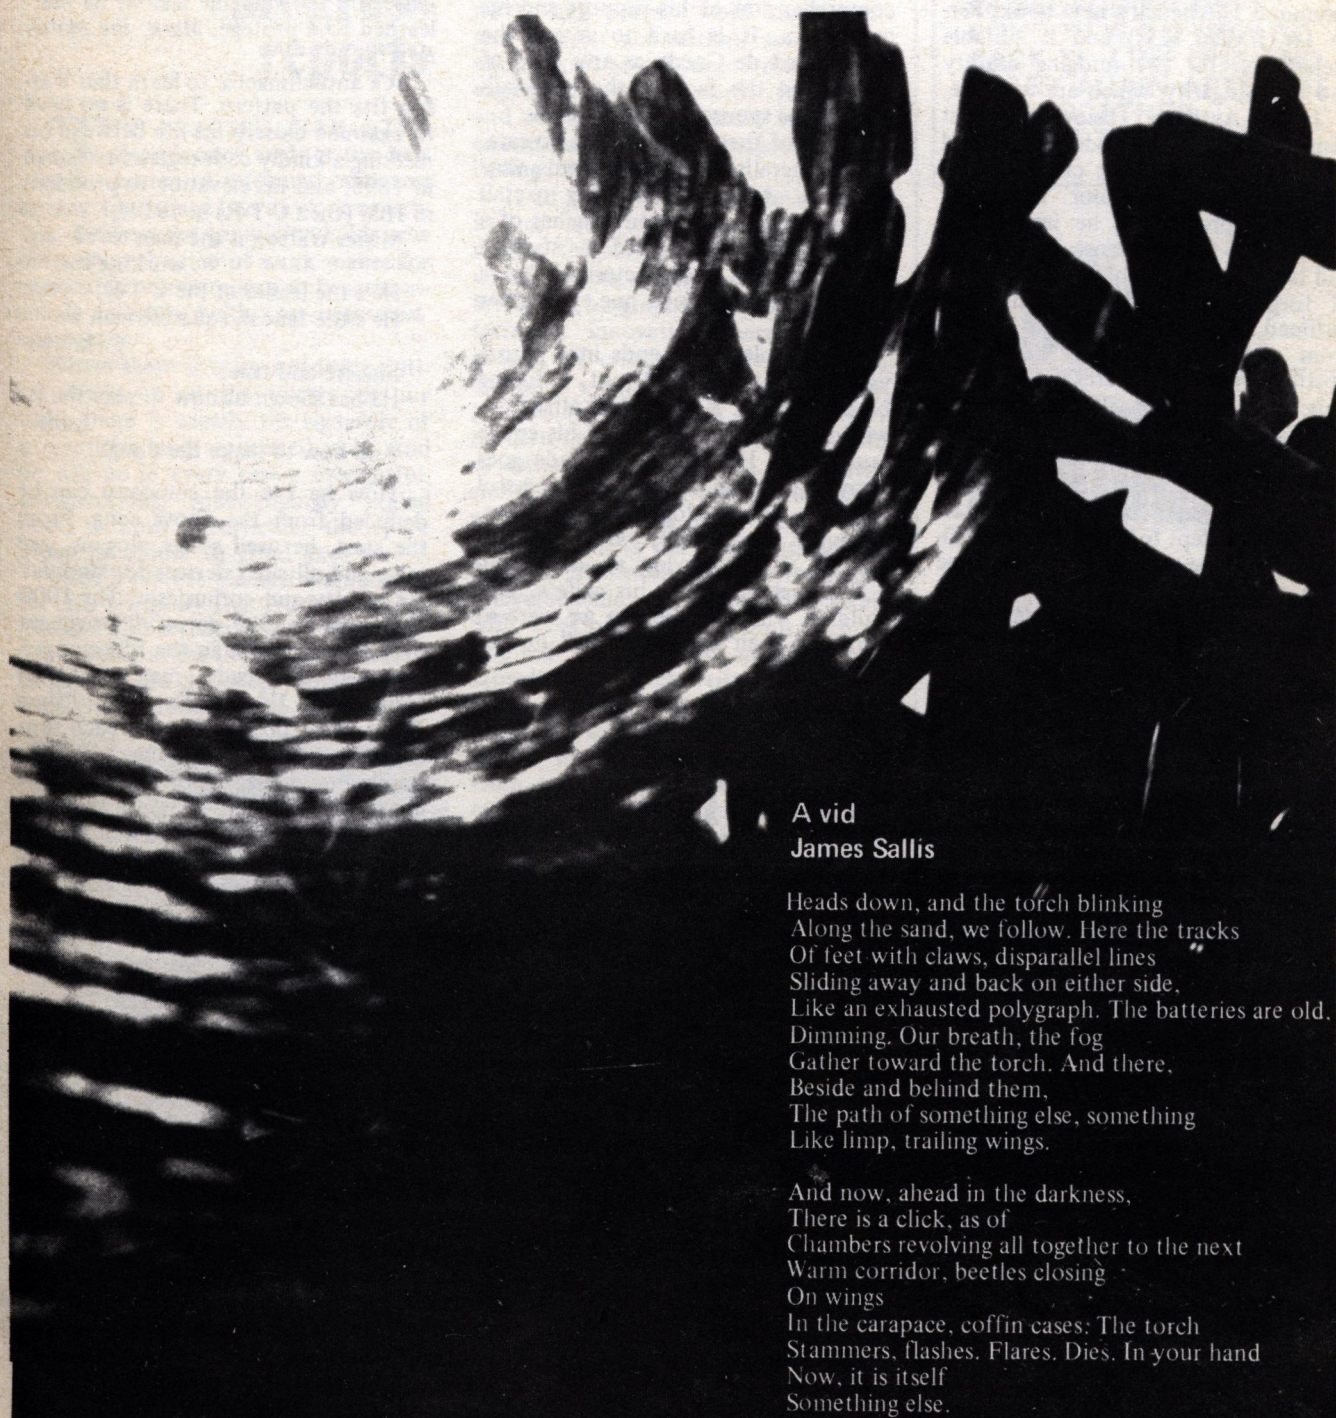 A vid
James Sallis
Heads down, and the torch blinking
Along the sand, we follow. Here the tracks
Of feet with claws, disparallel lines
Sliding away and back on either side,
Like an exhausted polygraph. The batteries are old,
Dimming. Our breath, the fog
Gather toward the torch. And there,
Beside and behind them,
The path of something else, something
Like limp, trailing wings.
And now, ahead in the darkness,
There is a click, as of
Chambers revolving all together to the next
Warm corridor, beetles closing
On wings
In the carapace, coffin cases: The torch
Stammers, flashes. Flares. Dies. In your hand
Now, it is itself
Something else.